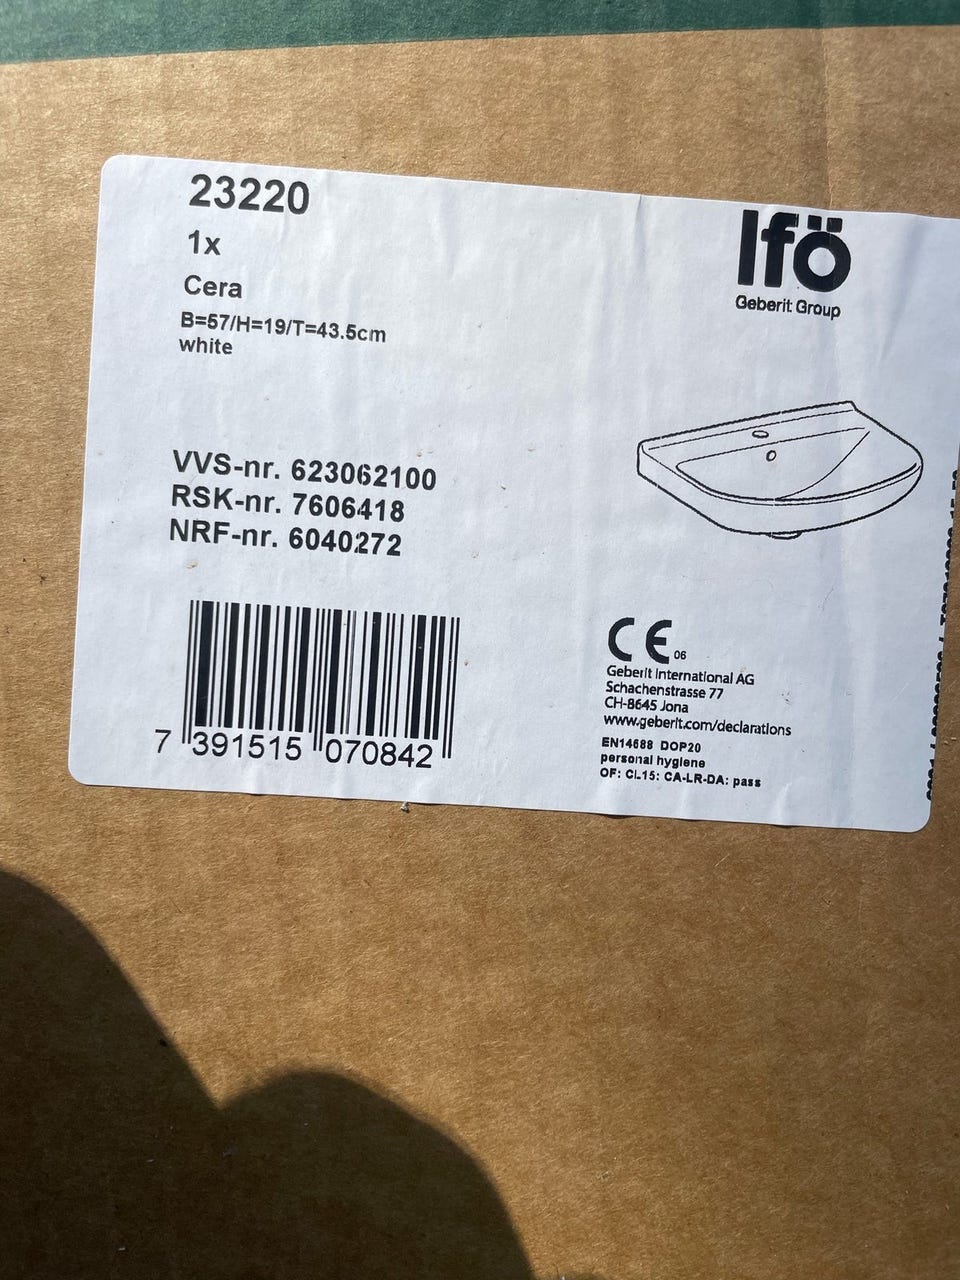 23220
1x
Cera
B=57/H=19/T=43.5cm
white
Ifö
Geberit Group
VVS-nr. 623062100
RSK-nr. 7606418
NRF-nr. 6040272
7 391515 070842
CE 06
Geberit International AG
Schachenstrasse 77
CH-8645 Jona
www.geberit.com/declarations
EN14688 DOP20
personal hygiene
OF: CL15: CA-LR-DA: pass